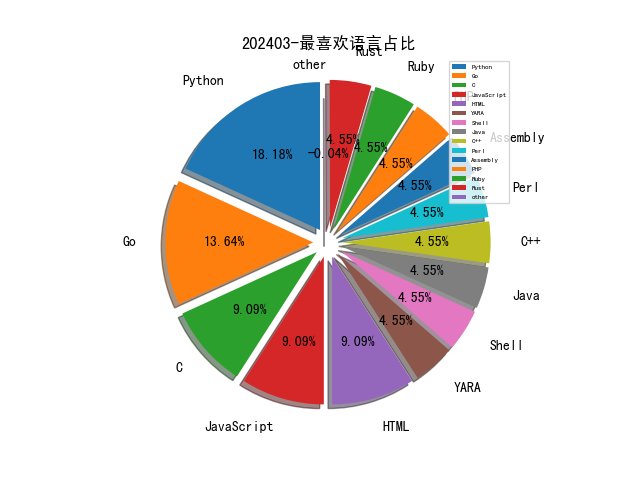 202403-最喜欢语言占比
Rust
other
Ruby
Python
Assembly
Perl
Go
C++
Java
C
Shell
YARA
JavaScript
HTML
18.18%
-0.04%
4.55%
4.55%
4.55%
4.55%
4.55%
13.64%
4.55%
4.55%
9.09%
4.55%
4.55%
9.09%
9.09%
Python
Go
C
JavaScript
HTML
YARA
Shell
Java
C++
Perl
Assembly
PHP
Ruby
Rust
other